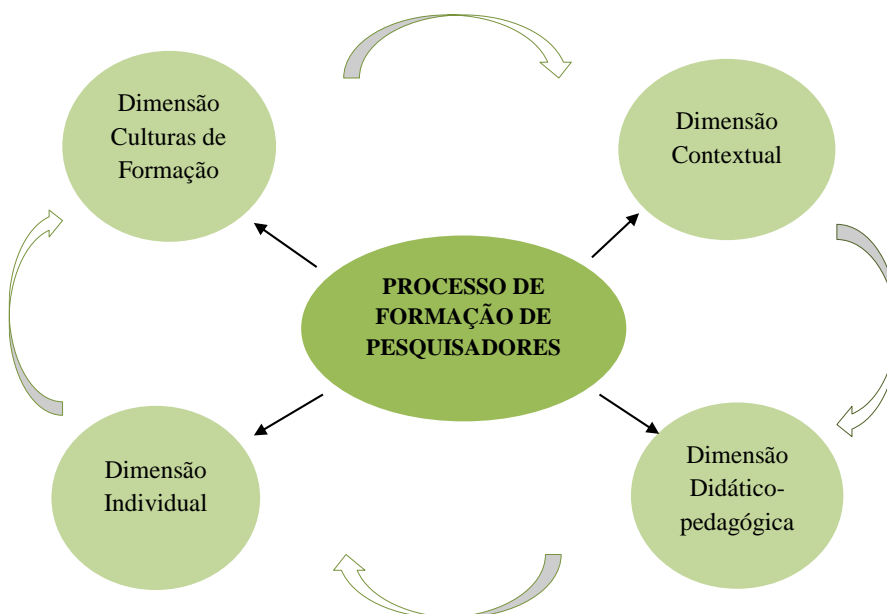 Dimensão
Culturas de
Formação
Dimensão
Contextual
PROCESSO DE
FORMAÇÃO DE
PESQUISADORES
Dimensão
Individual
Dimensão
Didático-
pedagógica